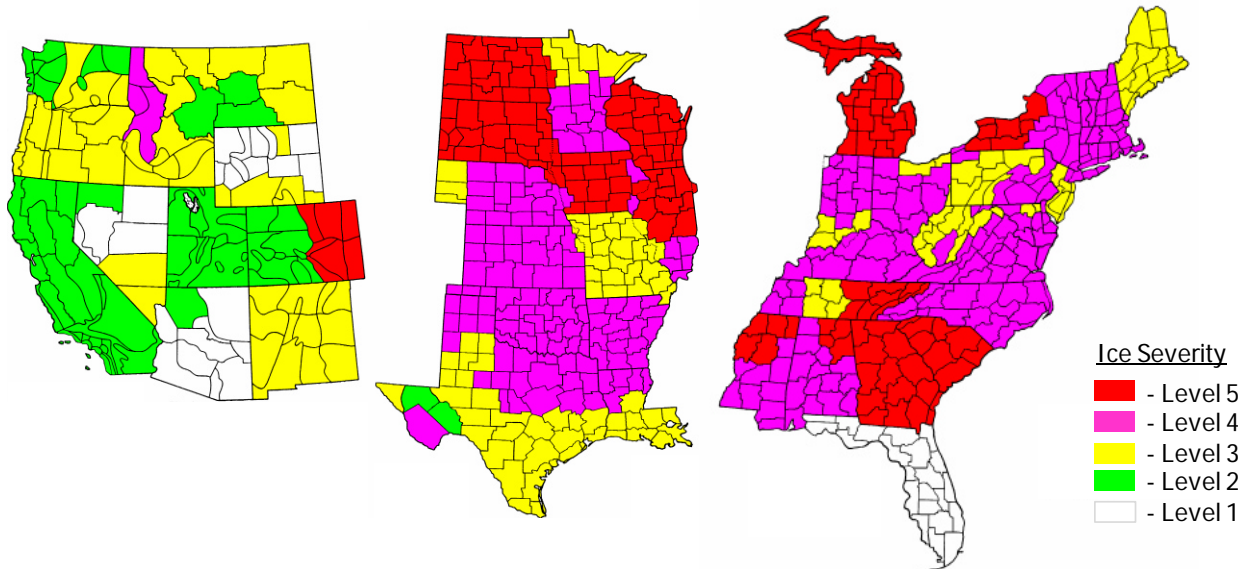 Ice Severity
- Level 5
- Level 4
- Level 3
- Level 2
- Level 1